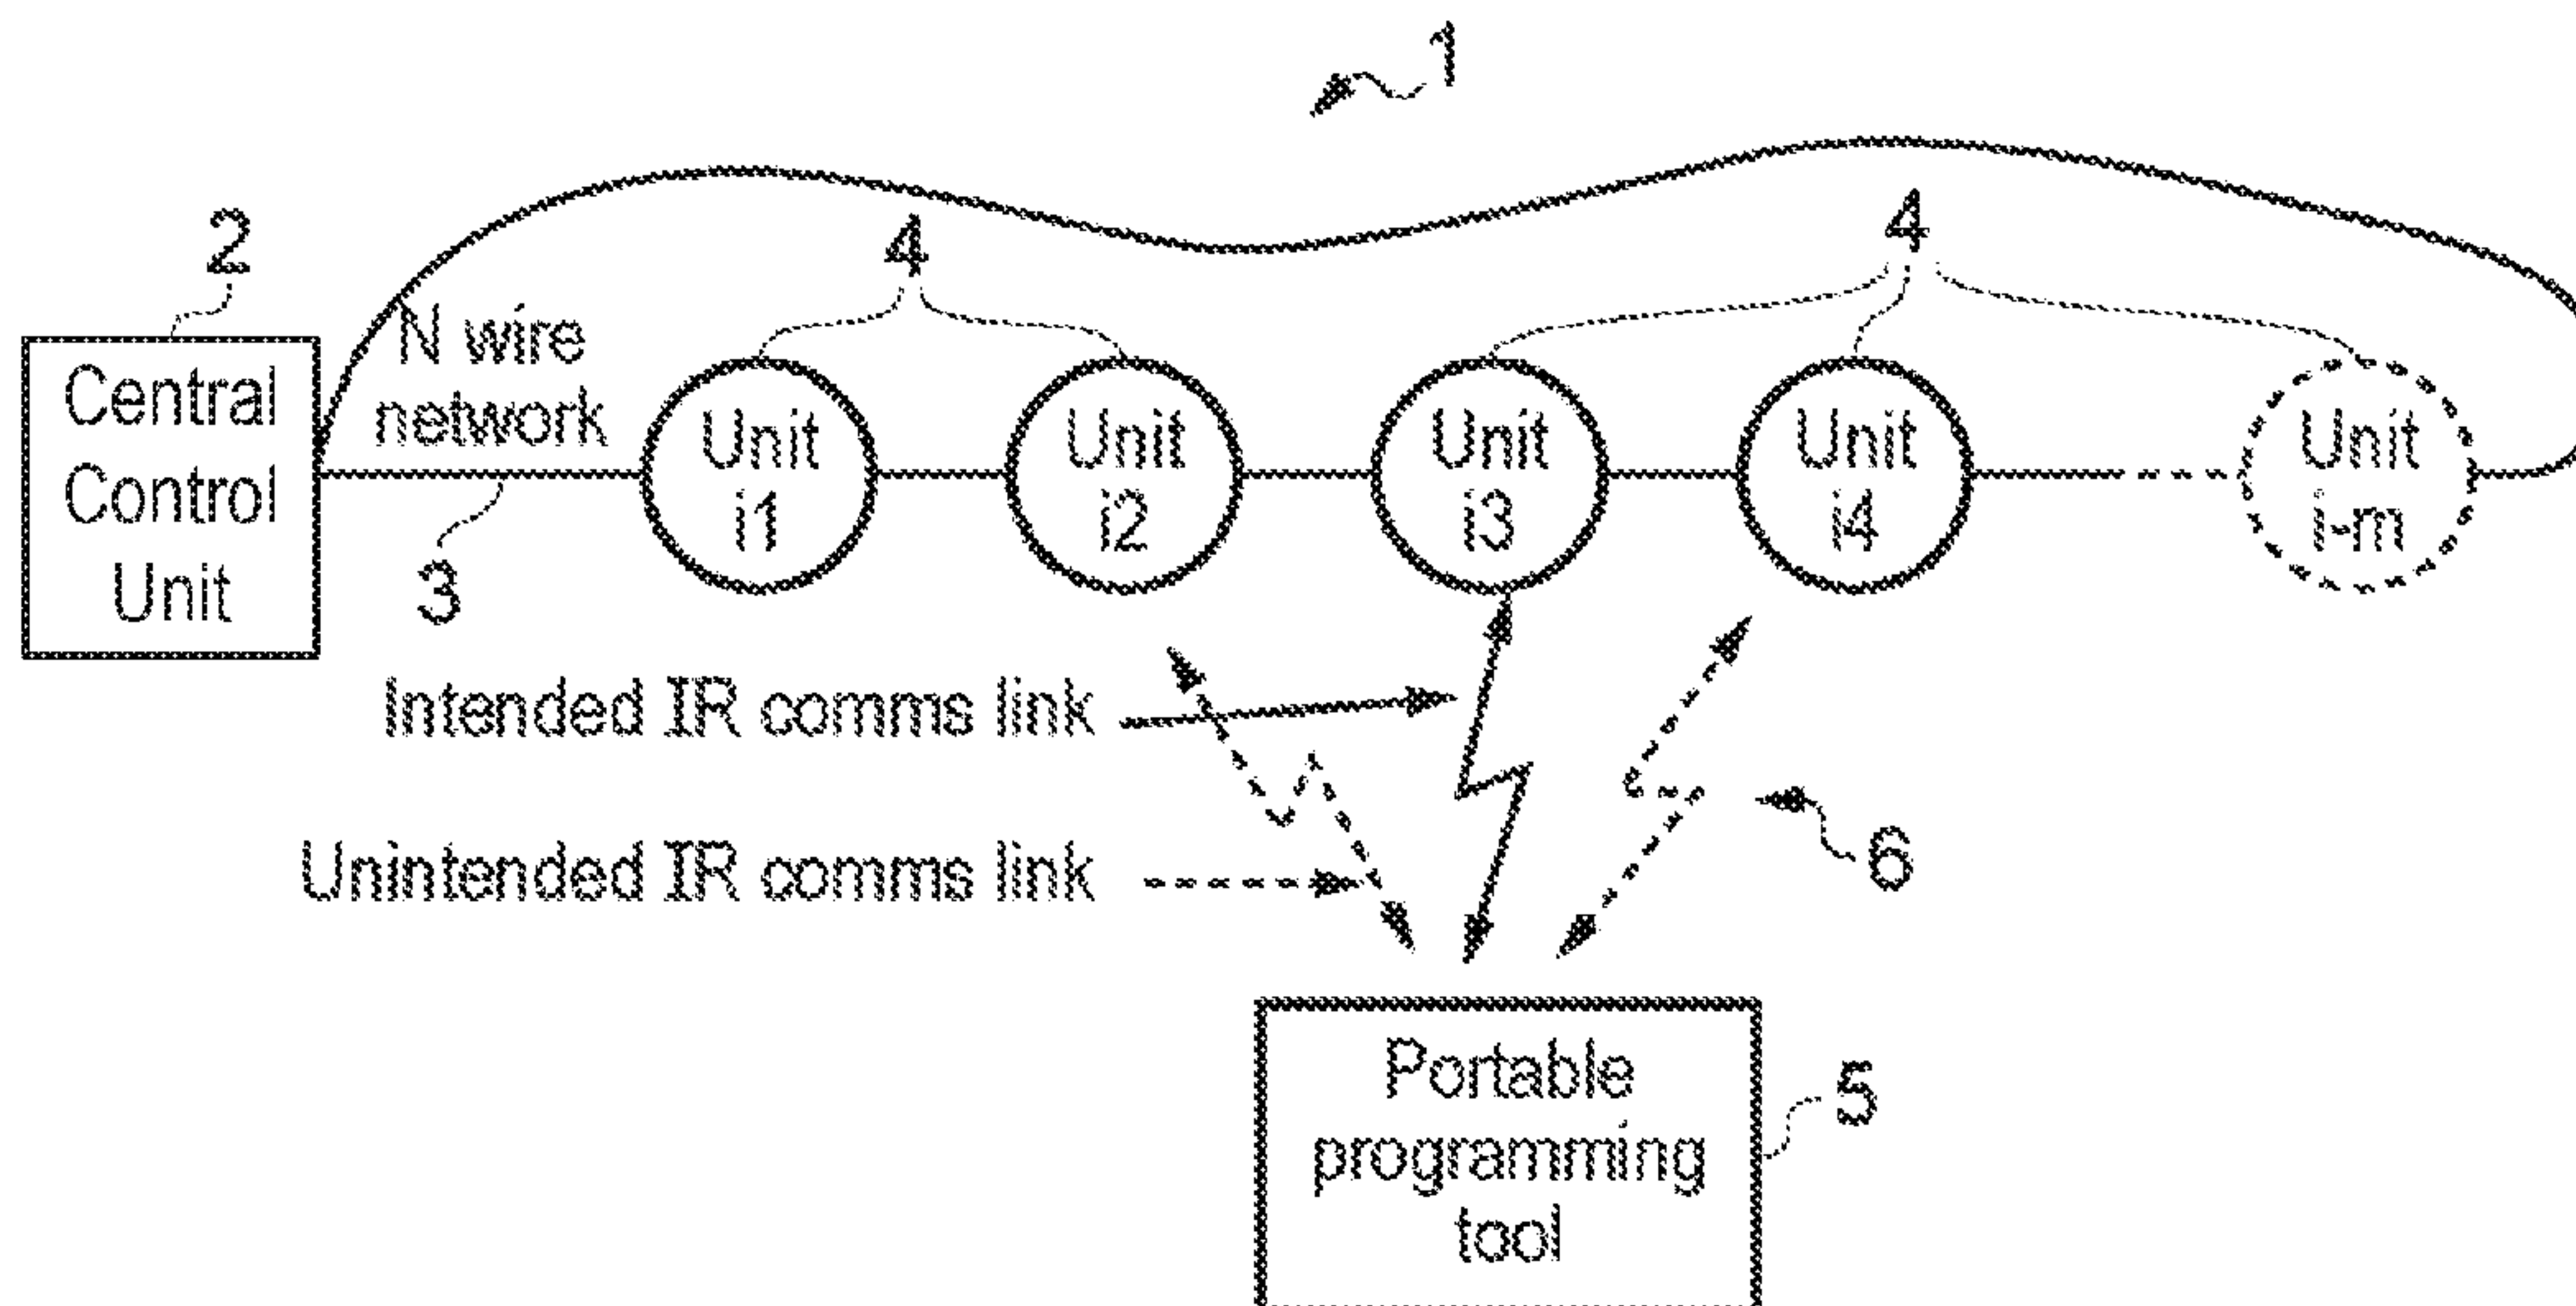 1
2
4
4
N wire
network
Central
Control
Unit
Unit
i1
Unit
i2
Unit
i3
Unit
i4
Unit
i-m
3
Intended IR comms link
Unintended IR comms link
6
Portable
programming
tool
5